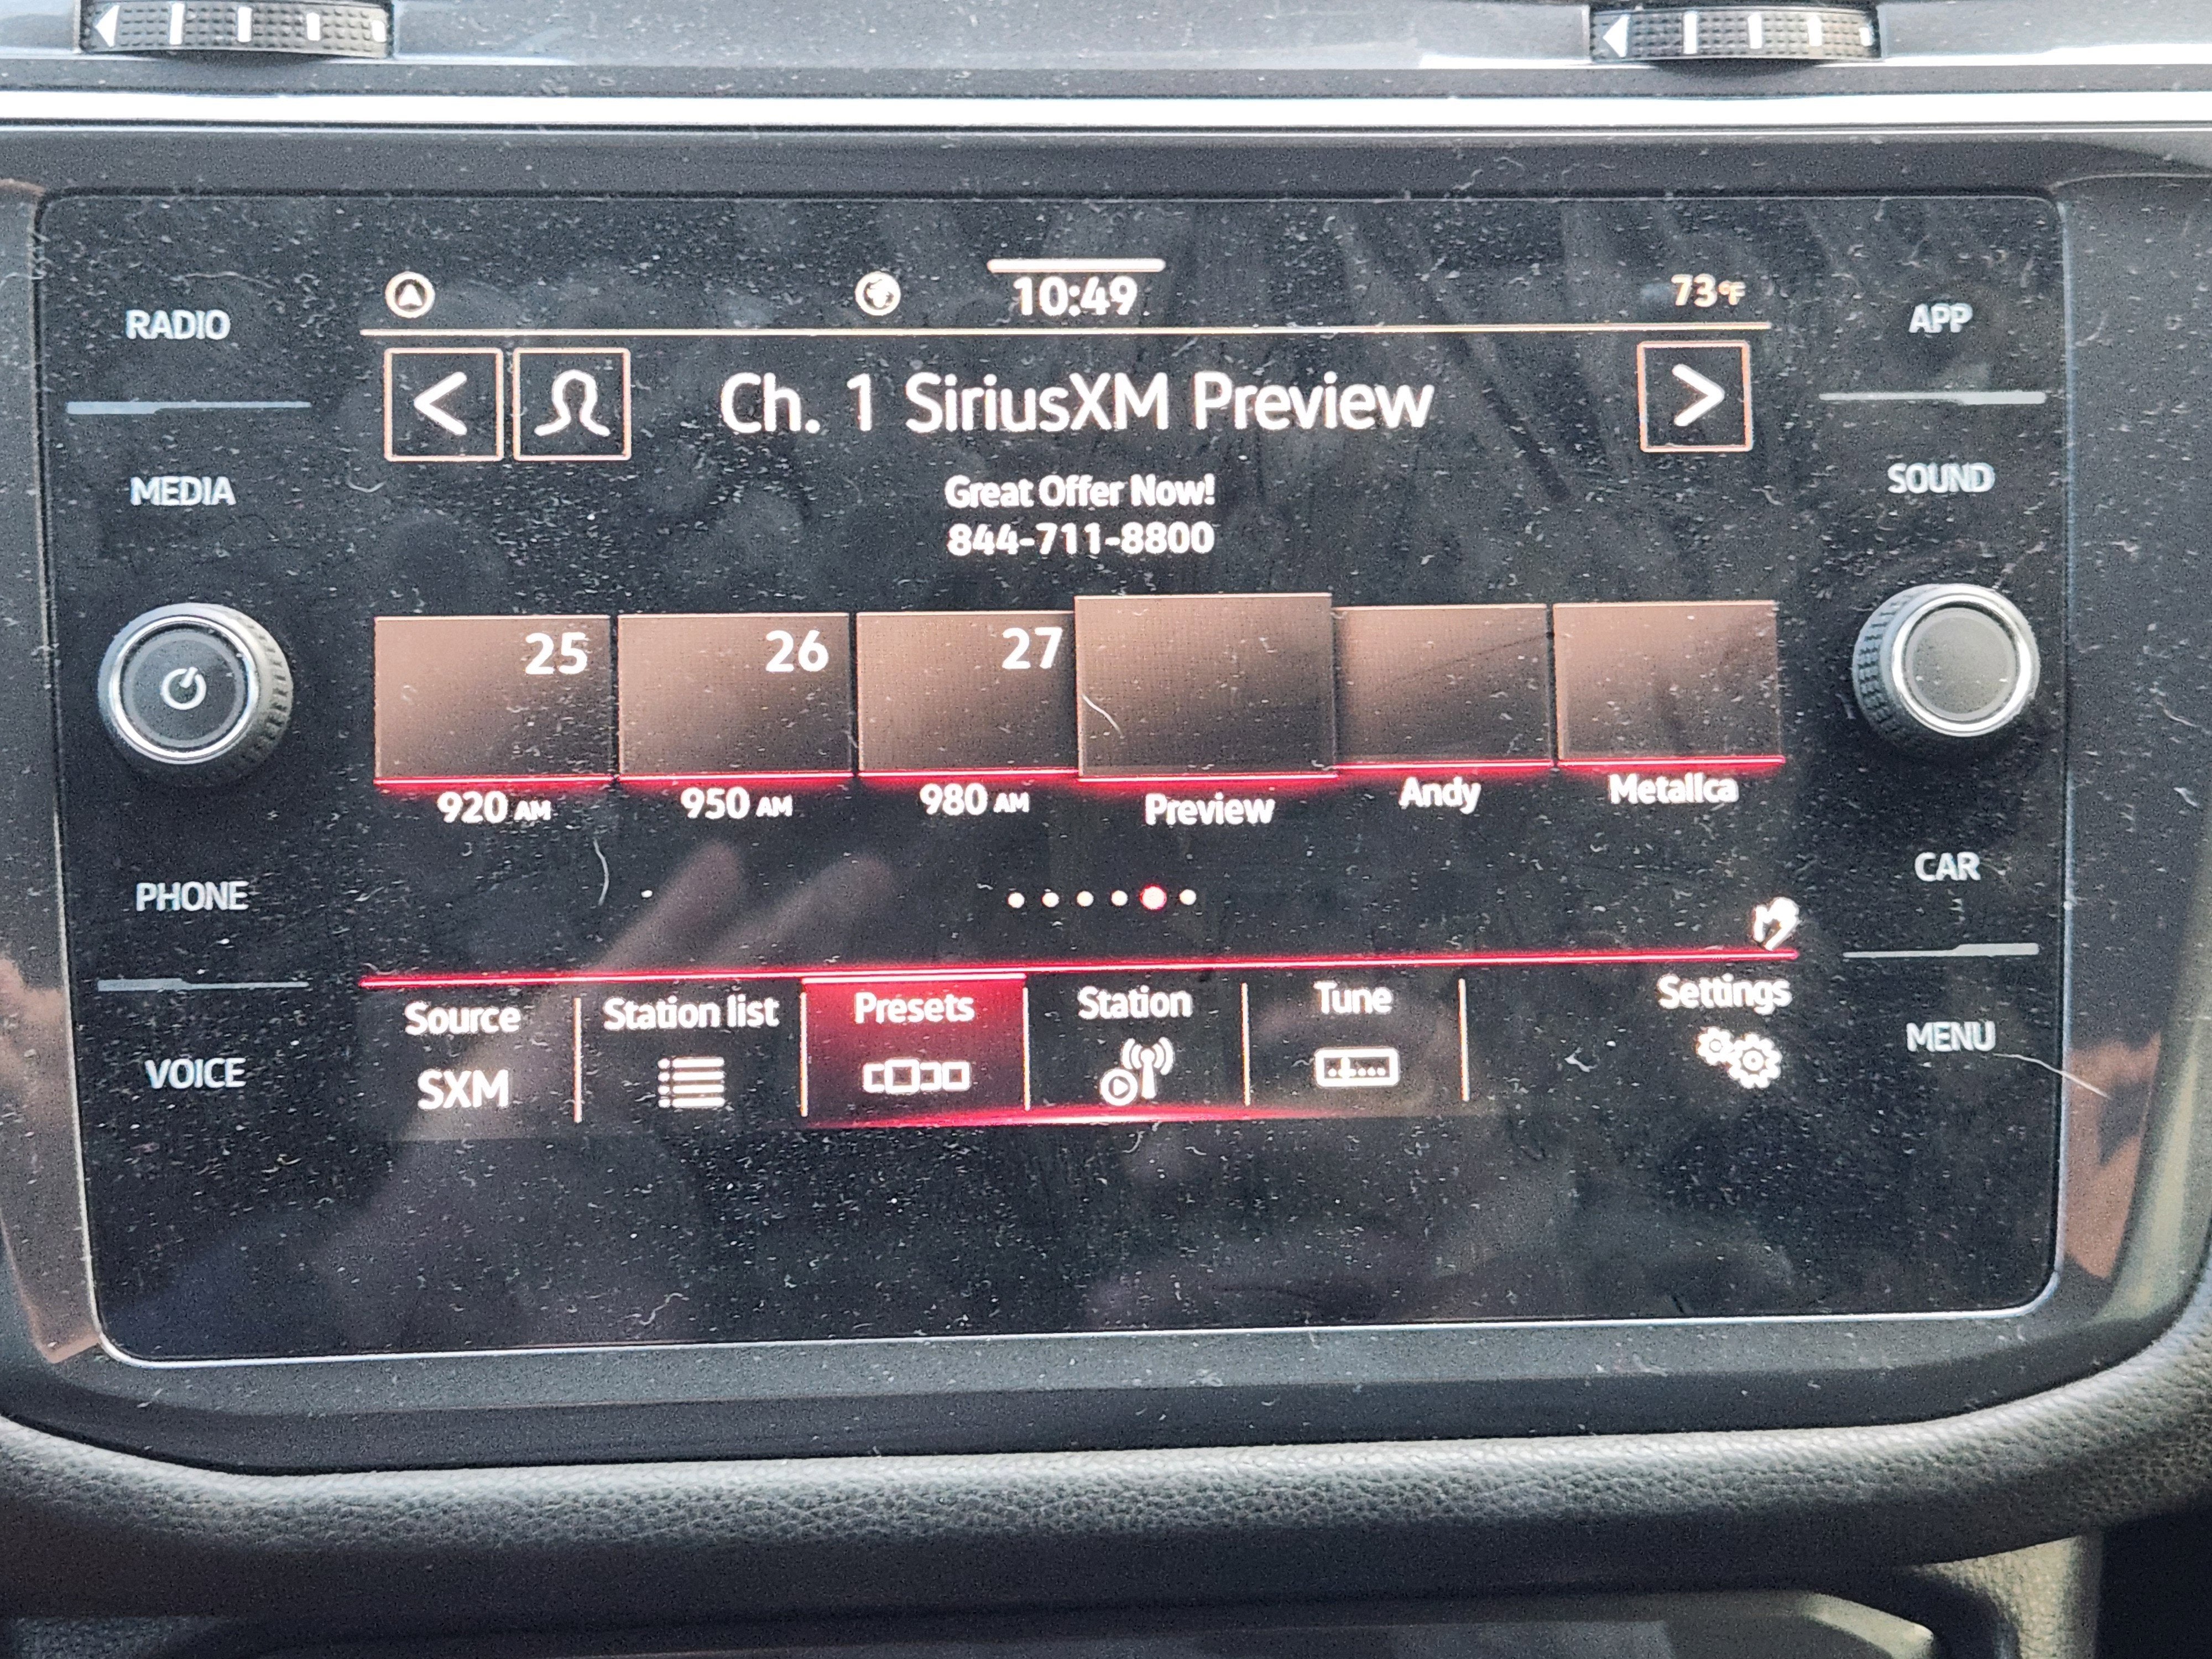 10:49
73°F
RADIO
APP
Ch. 1 SiriusXM Preview
MEDIA
SOUND
Great Offer Now!
844-711-8800
25
26
27
920 AM
950 AM
980 AM
Preview
Andy
Metallca
PHONE
CAR
Source
Station list
Presets
Station
Tune
Settings
SXM
VOICE
MENU